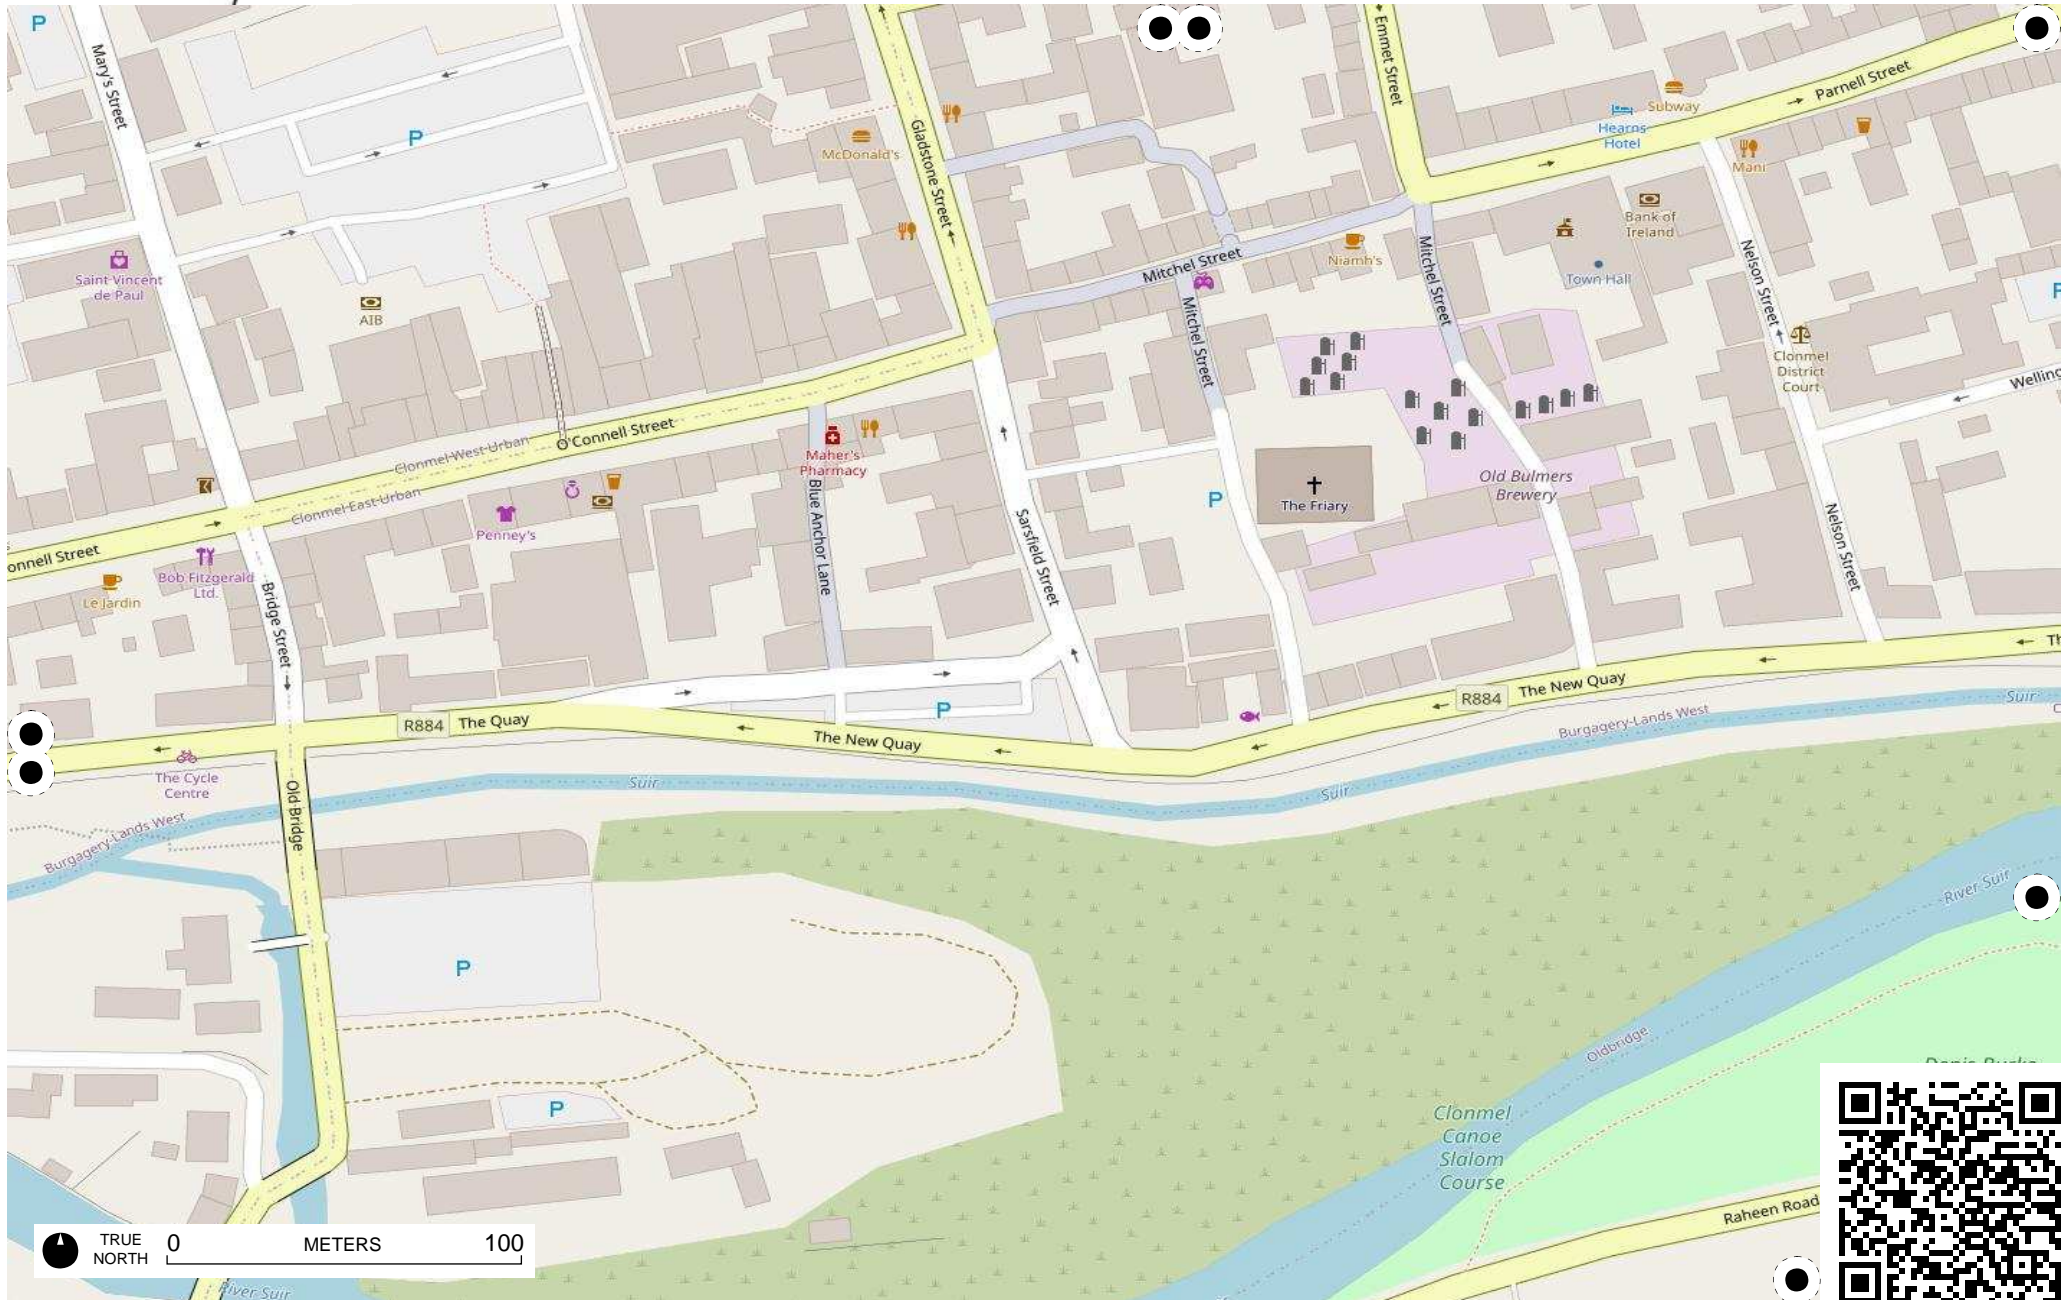 P
Mary's Street
Emmet Street
Parnell Street
Subway
Hearns
Hotel
Mani
P
McDonald's
Gladstone Street
Bank of
Ireland
Saint Vincent
de Paul
Mitchel Street
Niamh's
Mitchel Street
Town Hall
Nelson Street
P
AIB
Mitchel Street
Clonmel
District
Court
O'Connell Street
Clonmel West Urban
Clonmel East Urban
Maher's
Pharmacy
Blue Anchor Lane
Sarsfield Street
P
The Friary
Old Bulmers
Brewery
Penney's
onnell Street
Bob Fitzgerald
Ltd.
Le Jardin
Bridge Street
Nelson Street
R884
The Quay
P
The New Quay
R884
The New Quay
Suir
Burgagery-Lands West
The Cycle
Centre
Old Bridge
Suir
Suir
Burgagery-Lands West
River Suir
P
Oldbridge
P
Clonmel
Canoe
Slalom
Course
Raheen Road
TRUE
NORTH
0
METERS
100
River Suir